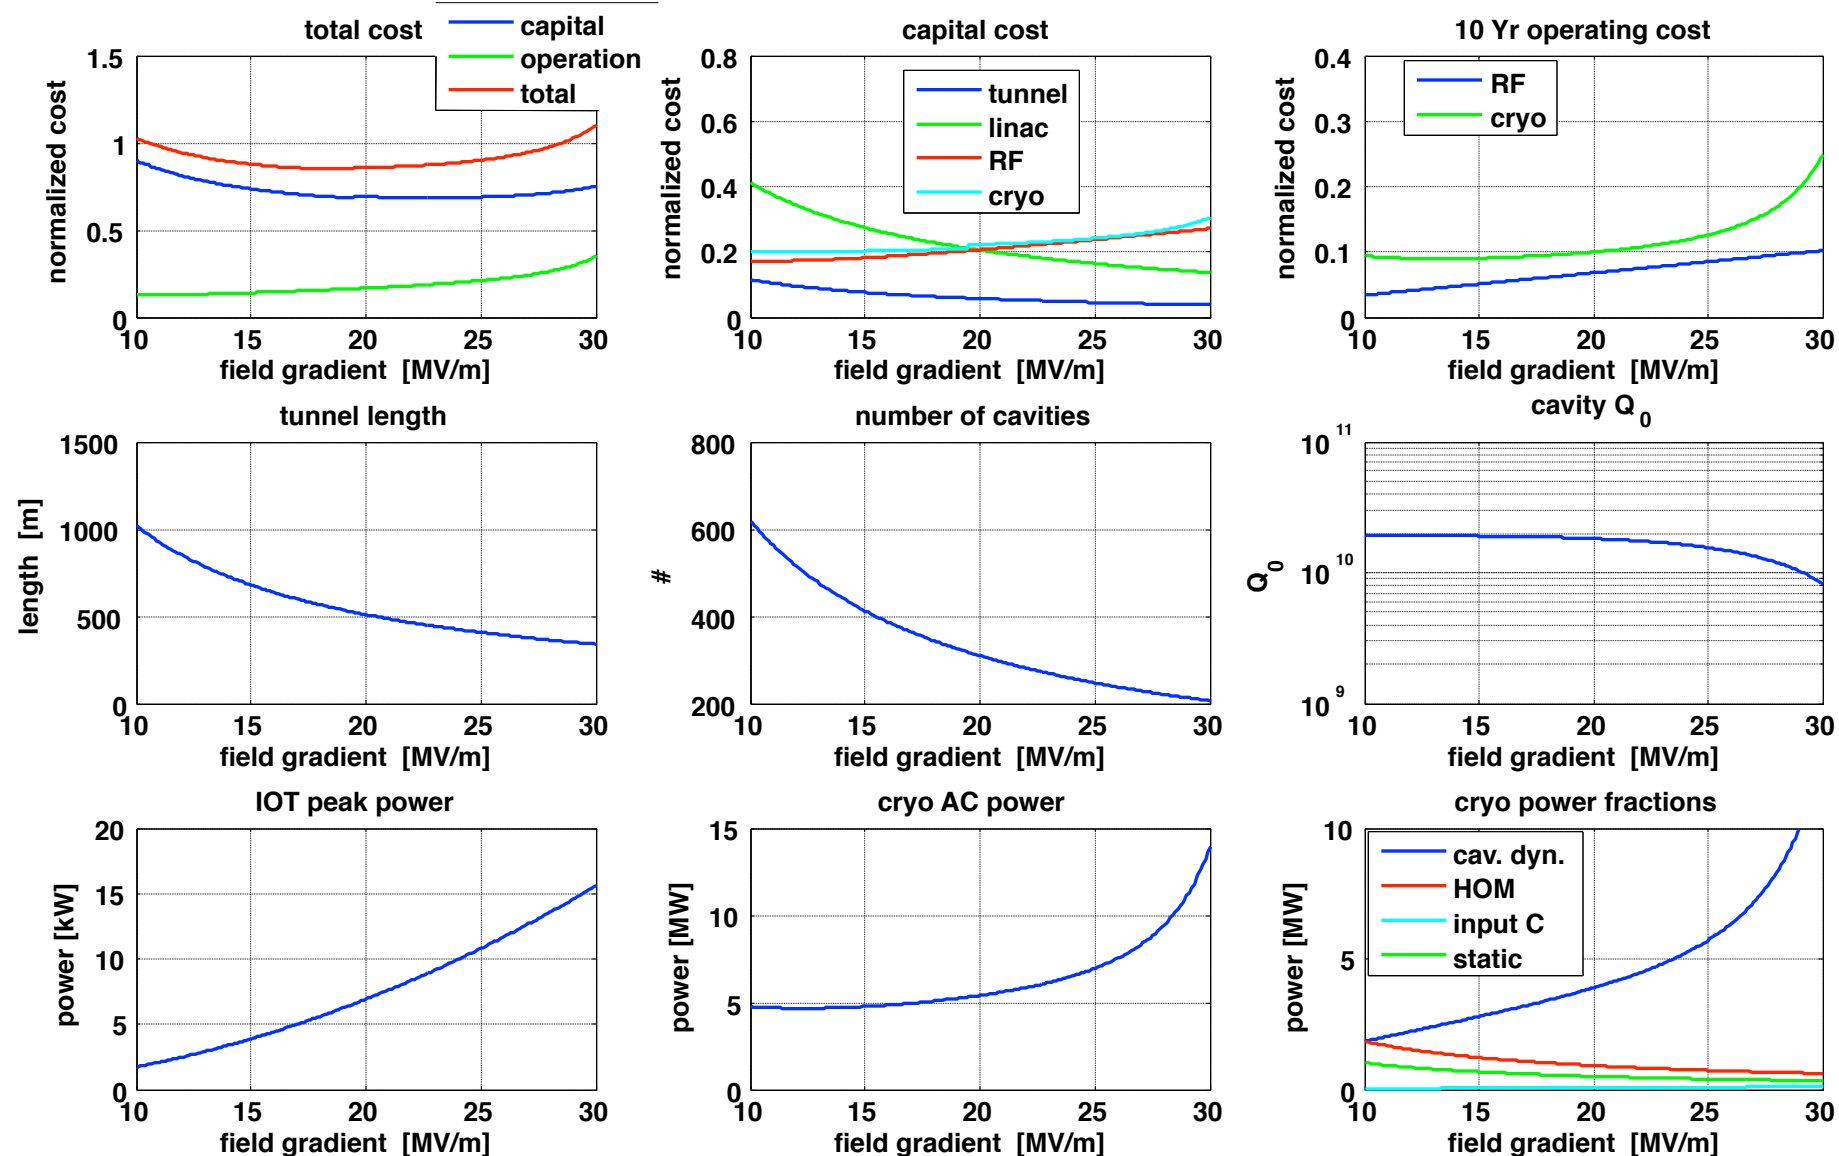 total cost
capital
operation
total
normalized cost
1.5
1
0.5
0
10
15
20
25
30
field gradient [MV/m]
capital cost
tunnel
linac
RF
cryo
normalized cost
0.8
0.6
0.4
0.2
0
10
15
20
25
30
field gradient [MV/m]
10 Yr operating cost
RF
cryo
normalized cost
0.4
0.3
0.2
0.1
0
10
15
20
25
30
field gradient [MV/m]
tunnel length
length [m]
1500
1000
500
0
10
15
20
25
30
field gradient [MV/m]
number of cavities
#
800
600
400
200
10
15
20
25
30
field gradient [MV/m]
cavity Q0
Q0
10 11
10 10
10 9
10
15
20
25
30
field gradient [MV/m]
IOT peak power
power [kW]
20
15
10
5
0
10
15
20
25
30
field gradient [MV/m]
cryo AC power
power [MW]
15
10
5
0
10
15
20
25
30
field gradient [MV/m]
cryo power fractions
cav. dyn.
HOM
input C
static
power [MW]
10
5
0
10
15
20
25
30
field gradient [MV/m]